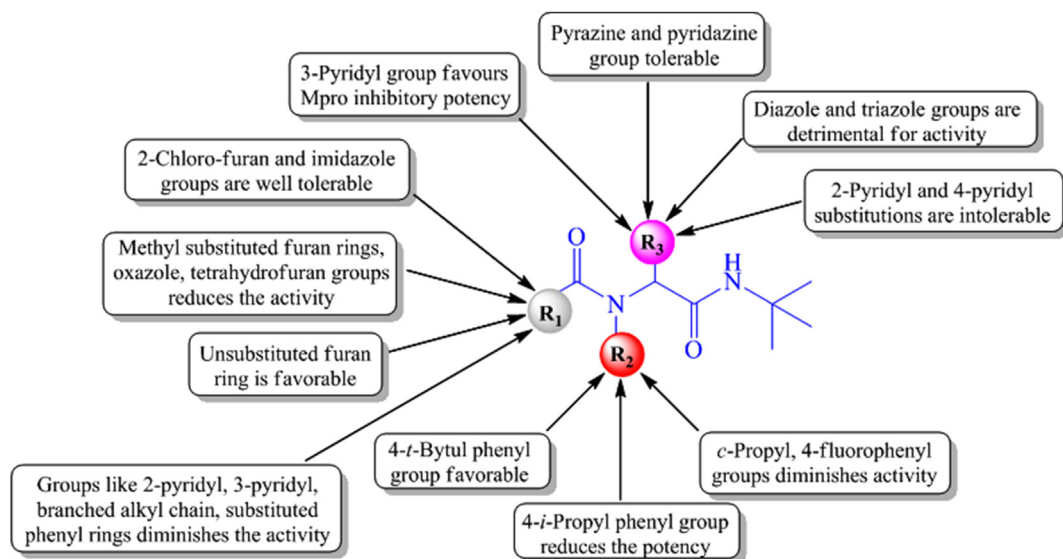 Pyrazine and pyridazine
group tolerable
3-Pyridyl group favours
Mpro inhibitory potency
Diazole and triazole groups are
detrimental for activity
2-Chloro-furan and imidazole
groups are well tolerable
2-Pyridyl and 4-pyridyl
substitutions are intolerable
Methyl substituted furan rings,
oxazole, tetrahydrofuran groups
reduces the activity
R3
O
H
N
N
R1
O
R2
Unsubstituted furan
ring is favorable
4-t-Bytul phenyl
group favorable
c-Propyl, 4-fluorophenyl
groups diminishes activity
Groups like 2-pyridyl, 3-pyridyl,
branched alkyl chain, substituted
phenyl rings diminishes the activity
4-i-Propyl phenyl group
reduces the potency